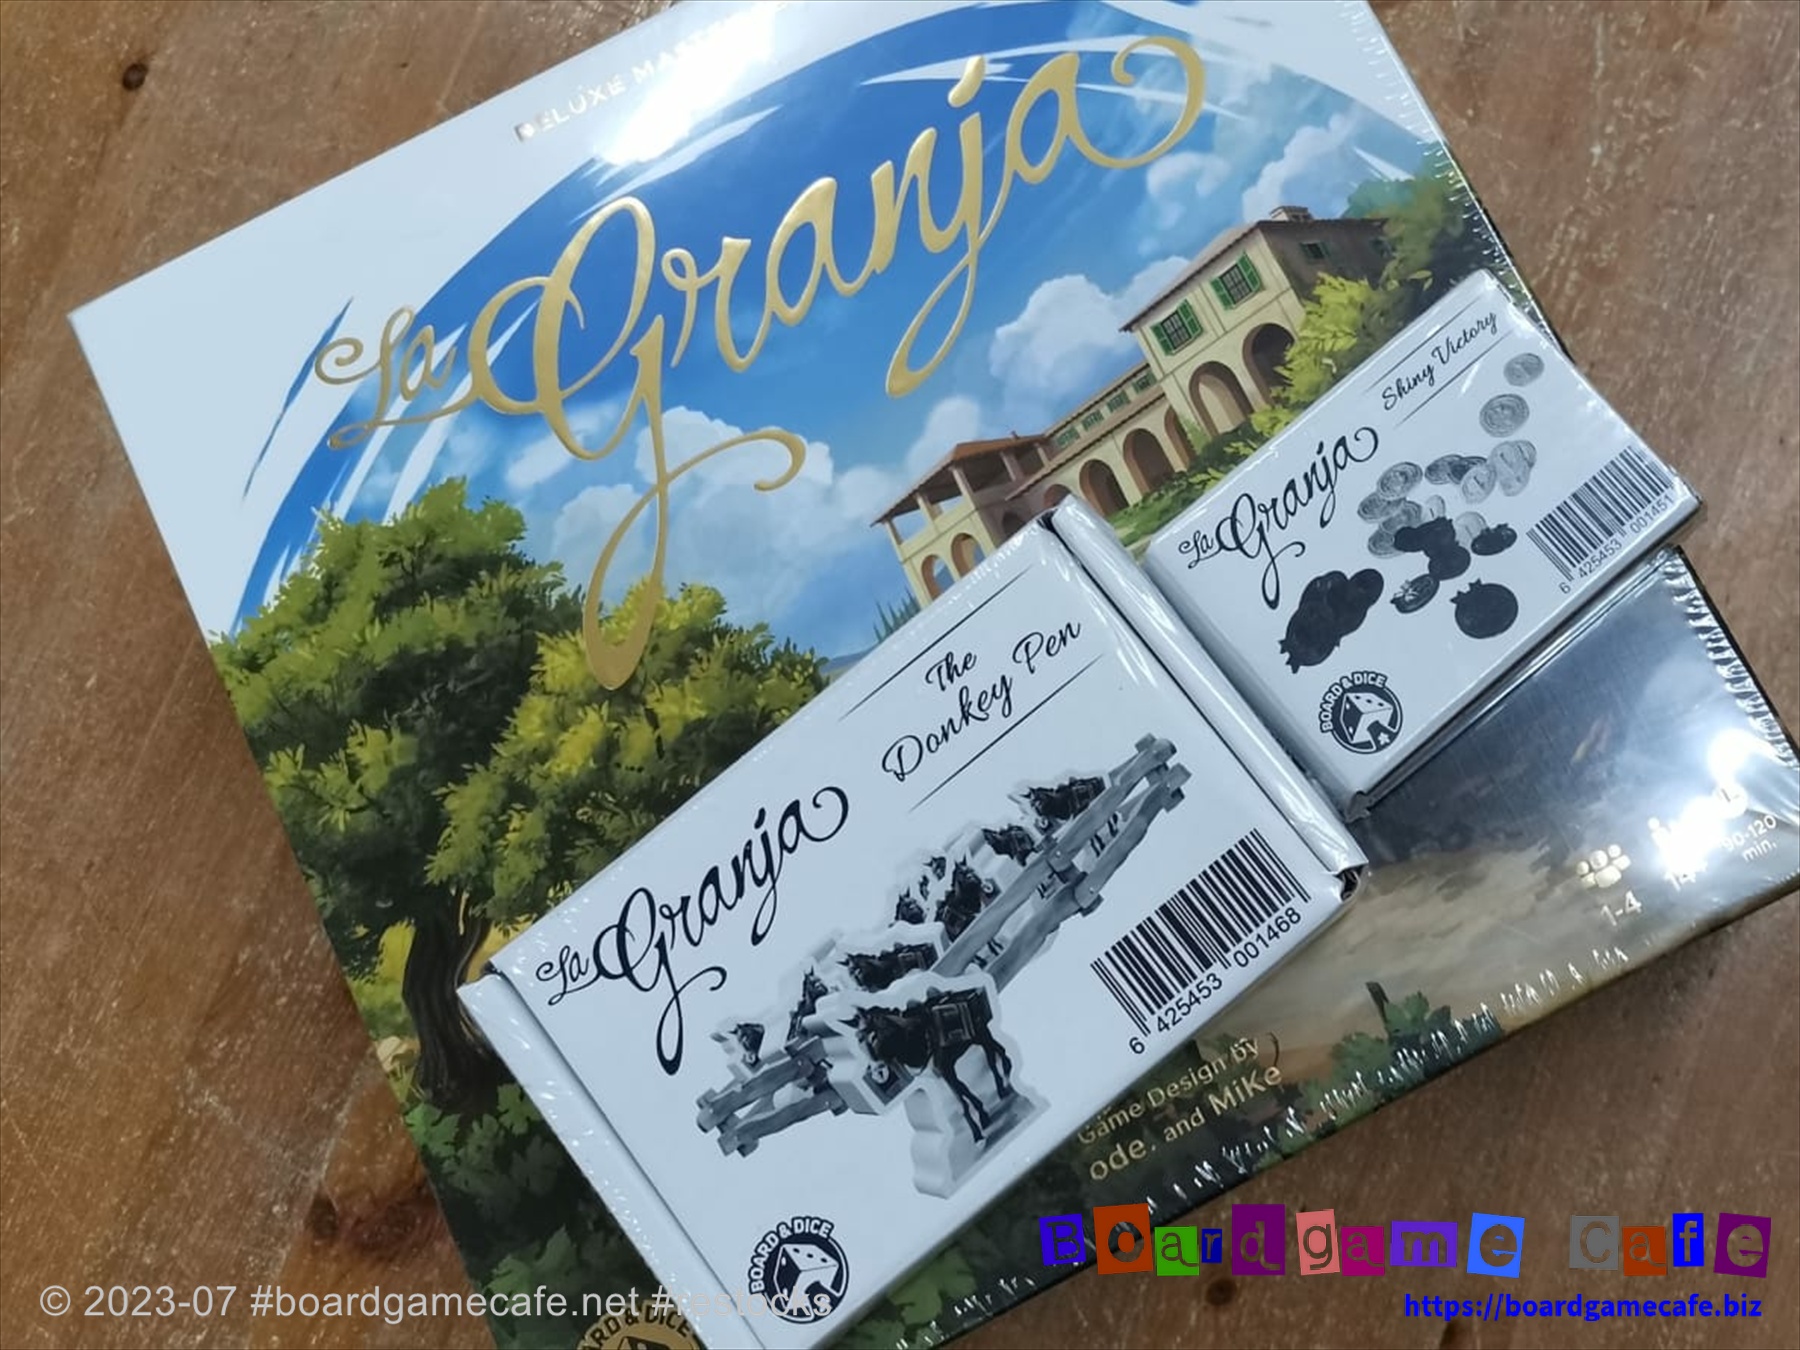 DELUXE
La Granja
Shiny Victory
La Granja
6 425453 001451
BOARD & DICE
The
Donkey Pen
La Granja
6 425453 001468
BOARD & DICE
1-4
90-120
min.
Game Design by
ode. and MiKe
Boardgame Cafe
https://boardgamecafe.biz
© 2023-07 #boardgamecafe.net #restocks